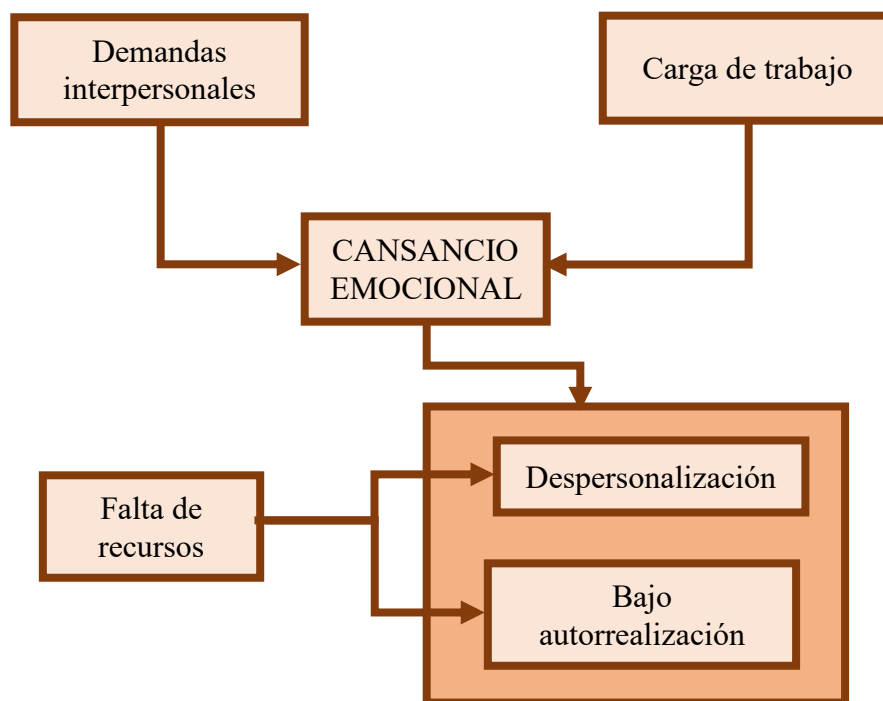 Demandas
interpersonales
Carga de trabajo
CANSANCIO
EMOCIONAL
Despersonalización
Falta de
recursos
Bajo
autorrealización